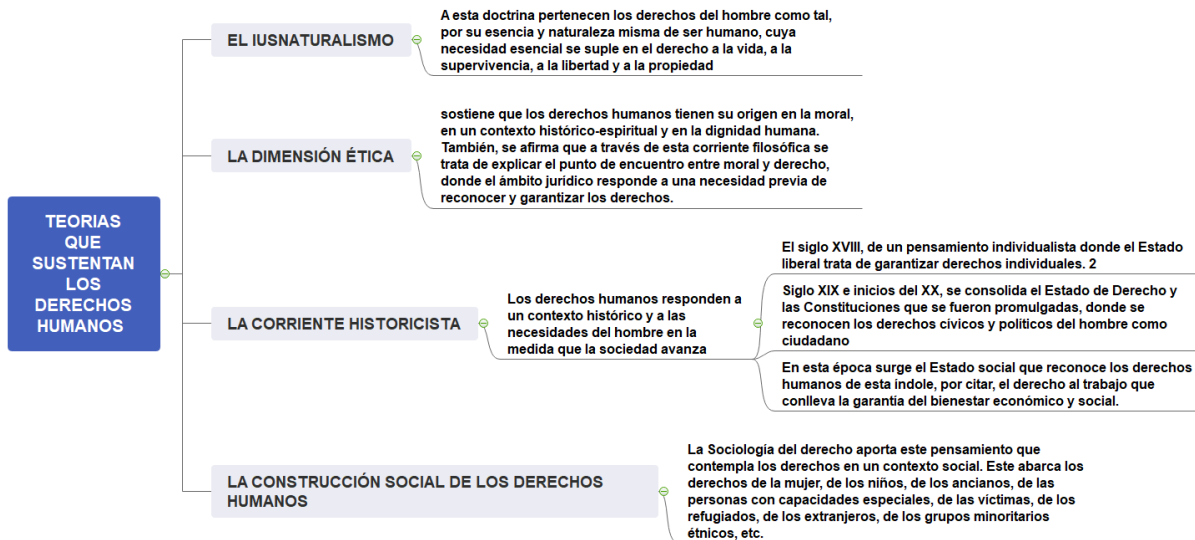 TEORIAS
QUE
SUSTENTAN
LOS
DERECHOS
HUMANOS
EL IUSNATURALISMO
A esta doctrina pertenecen los derechos del hombre como tal,
por su esencia y naturaleza misma de ser humano, cuya
necesidad esencial se suple en el derecho a la vida, a la
supervivencia, a la libertad y a la propiedad
LA DIMENSIÓN ÉTICA
sostiene que los derechos humanos tienen su origen en la moral,
en un contexto histórico-espiritual y en la dignidad humana.
También, se afirma que a través de esta corriente filosófica se
trata de explicar el punto de encuentro entre moral y derecho,
donde el ámbito jurídico responde a una necesidad previa de
reconocer y garantizar los derechos.
LA CORRIENTE HISTORICISTA
Los derechos humanos responden a
un contexto histórico y a las
necesidades del hombre en la
medida que la sociedad avanza
El siglo XVIII, de un pensamiento individualista donde el Estado
liberal trata de garantizar derechos individuales. 2
Siglo XIX e inicios del XX, se consolida el Estado de Derecho y
las Constituciones que se fueron promulgadas, donde se
reconocen los derechos cívicos y políticos del hombre como
ciudadano
En esta época surge el Estado social que reconoce los derechos
humanos de esta índole, por citar, el derecho al trabajo que
conlleva la garantía del bienestar económico y social.
LA CONSTRUCCIÓN SOCIAL DE LOS DERECHOS
HUMANOS
La Sociología del derecho aporta este pensamiento que
contempla los derechos en un contexto social. Este abarca los
derechos de la mujer, de los niños, de los ancianos, de las
personas con capacidades especiales, de las víctimas, de los
refugiados, de los extranjeros, de los grupos minoritarios
étnicos, etc.